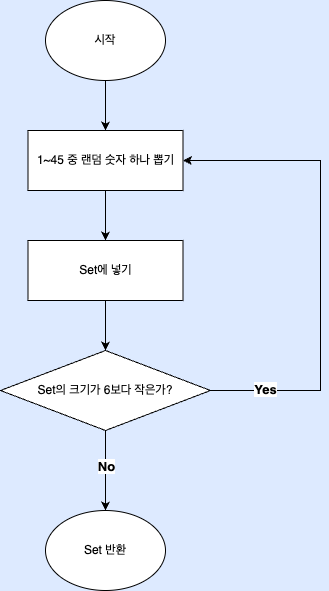 시작
1~45 중 랜덤 숫자 하나 뽑기
Set에 넣기
Set의 크기가 6보다 작은가?
Yes
No
Set 반환